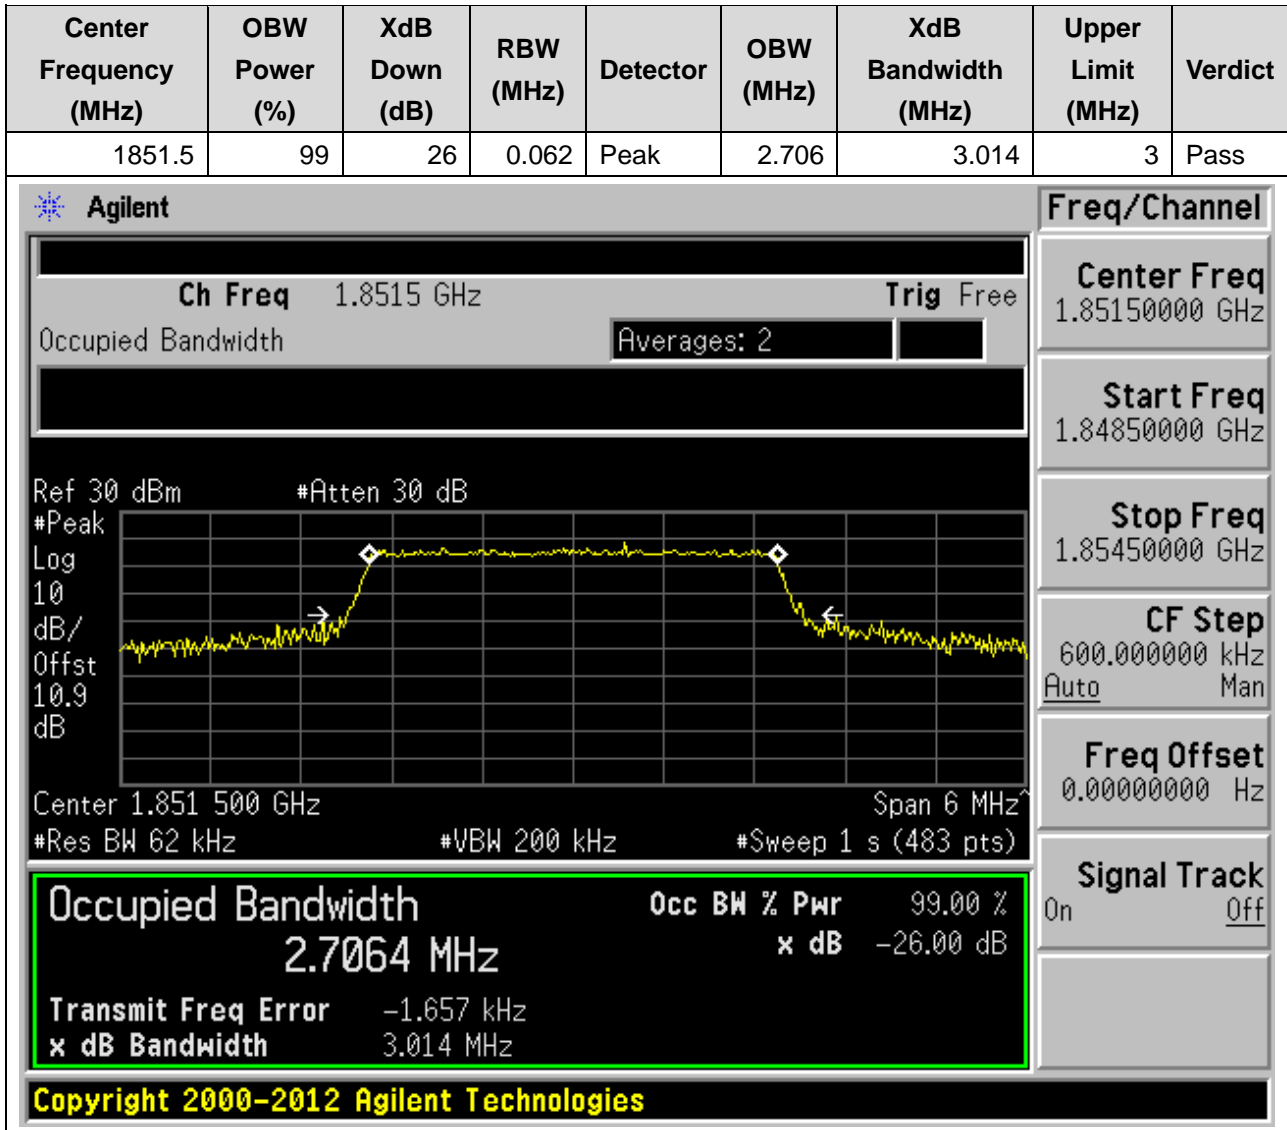 Center Frequency (MHz) OBW Power (%) XdB Down (dB) RBW (MHz) Detector OBW (MHz) XdB Bandwidth (MHz) Upper Limit (MHz) Verdict
1851.5 99 26 0.062 Peak 2.706 3.014 3 Pass
Agilent
Ch Freq 1.8515 GHz Trig Free
Occupied Bandwidth Averages: 2
Ref 30 dBm #Atten 30 dB
#Peak
Log
10
dB/
Offst
10.9
dB
Center 1.851 500 GHz Span 6 MHz^
#Res BW 62 kHz #VBW 200 kHz #Sweep 1 s (483 pts)
Occupied Bandwidth Occ BW % Pwr 99.00 %
2.7064 MHz x dB -26.00 dB
Transmit Freq Error -1.657 kHz
x dB Bandwidth 3.014 MHz
Copyright 2000-2012 Agilent Technologies
Freq/Channel
Center Freq
1.85150000 GHz
Start Freq
1.84850000 GHz
Stop Freq
1.85450000 GHz
CF Step
600.000000 kHz
Auto Man
Freq Offset
0.00000000 Hz
Signal Track
On Off